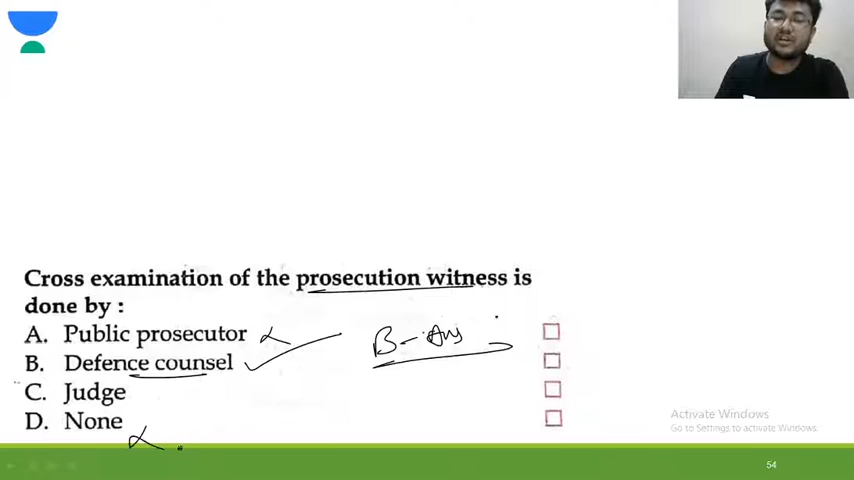 Cross examination of the prosecution witness is
done by :
A. Public prosecutor
B. Defence counsel
B - Ans
C. Judge
D. None
Activate Windows
Go to Settings to activate Windows.
54